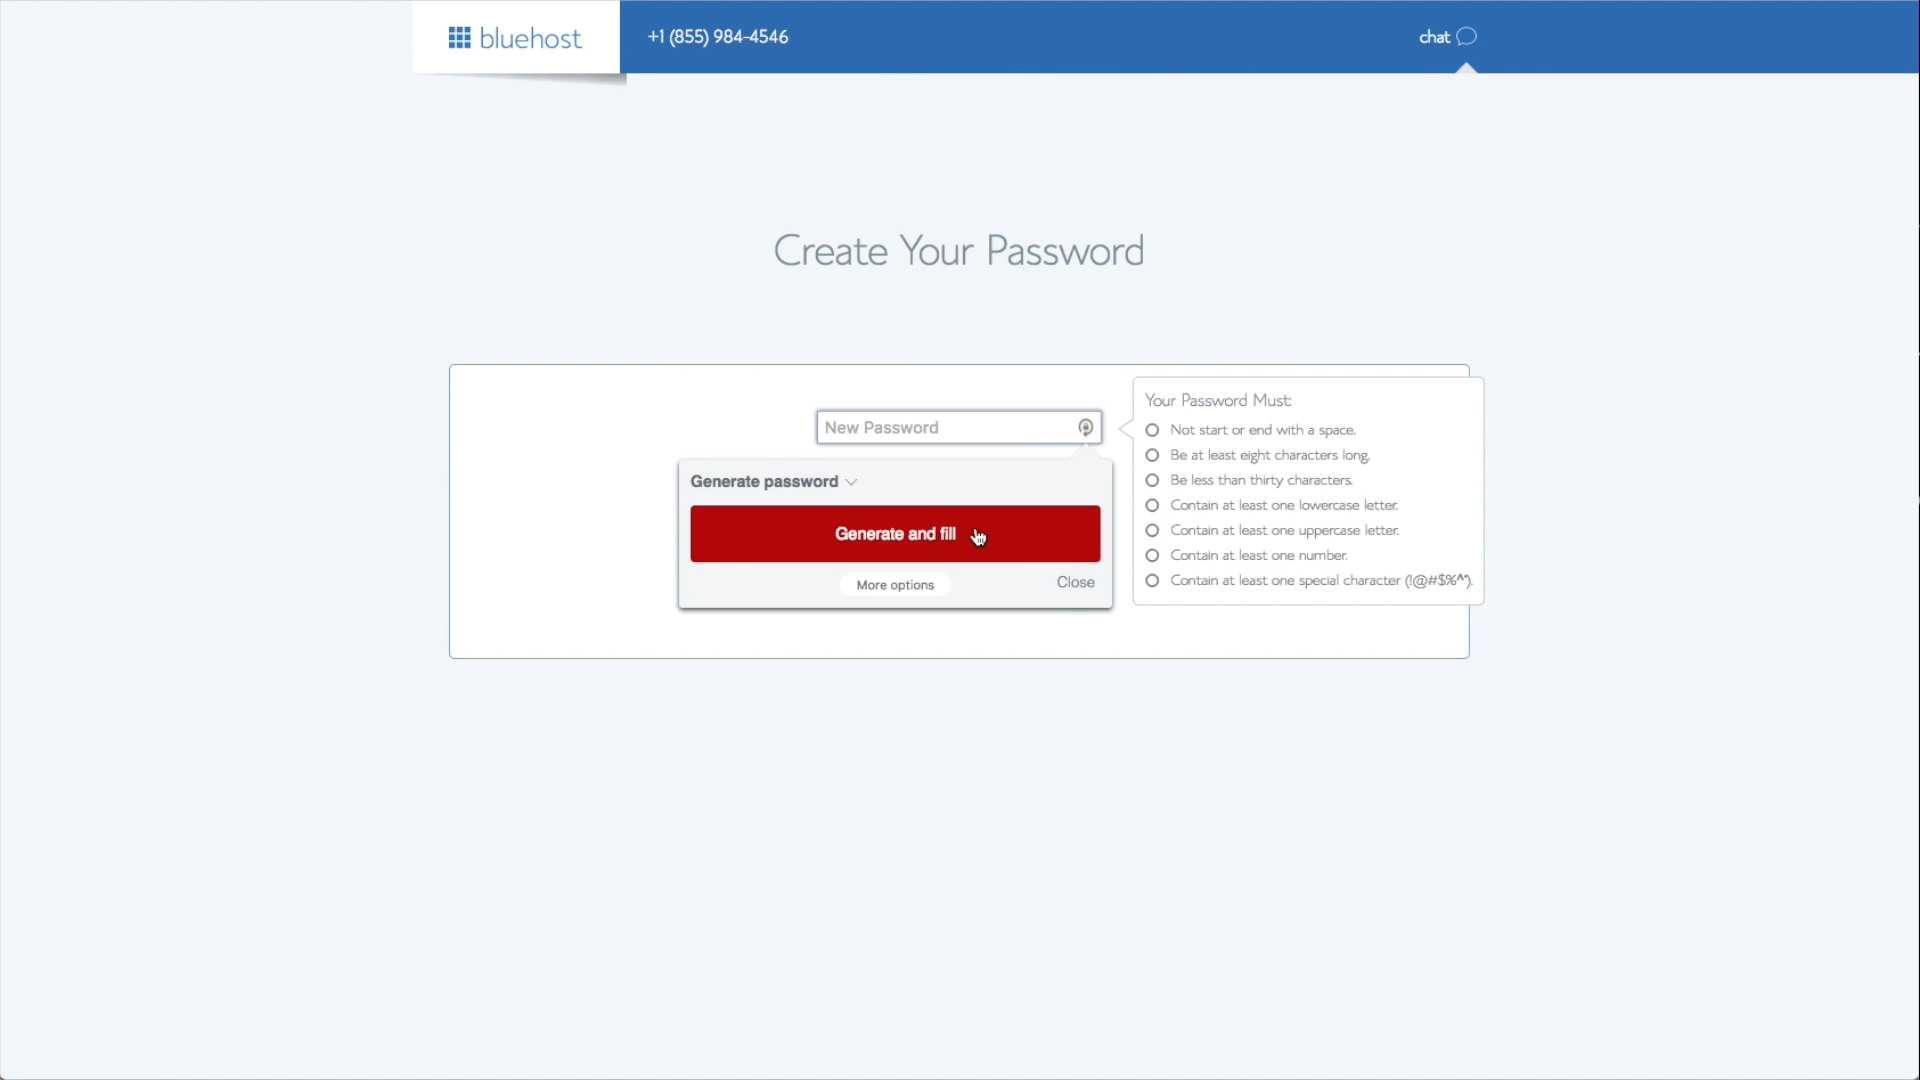 bluehost
+1 (855) 984-4546
chat
Create Your Password
New Password
Generate password
Generate and fill
More options
Close
Your Password Must:
Not start or end with a space.
Be at least eight characters long.
Be less than thirty characters.
Contain at least one lowercase letter.
Contain at least one uppercase letter.
Contain at least one number.
Contain at least one special character (!@#$%^*).